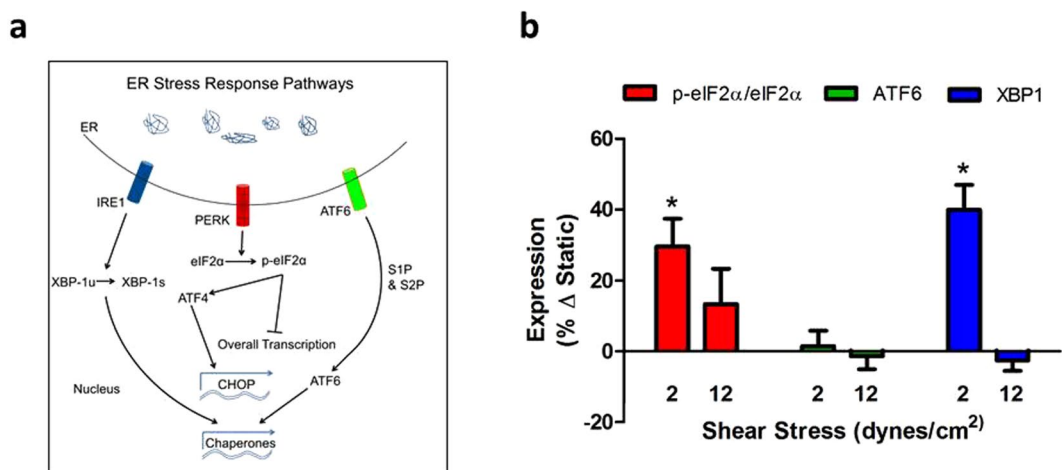 a
ER Stress Response Pathways
ER
IRE1
PERK
ATF6
eIF2α p-eIF2α
S1P
& S2P
XBP-1u XBP-1s
ATF4
Overall Transcription
CHOP
ATF6
Nucleus
Chaperones
b
p-eIF2α/eIF2α ATF6 XBP1
Expression
(% Δ Static)
60
40
20
0
-20
* *
2 12 2 12 2 12
Shear Stress (dynes/cm²)